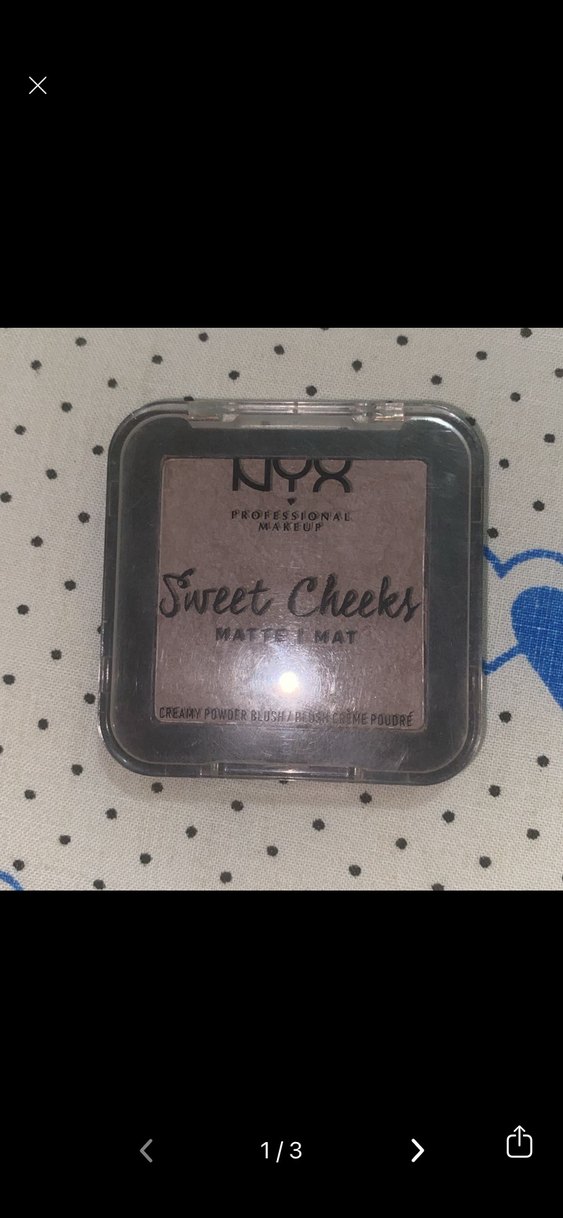 NYX
PROFESSIONAL
MAKEUP
Sweet Cheeks
MATTE | MAT
CREAMY POWDER BLUSH / BLUSH CRÈME POUDRÉ
1/3